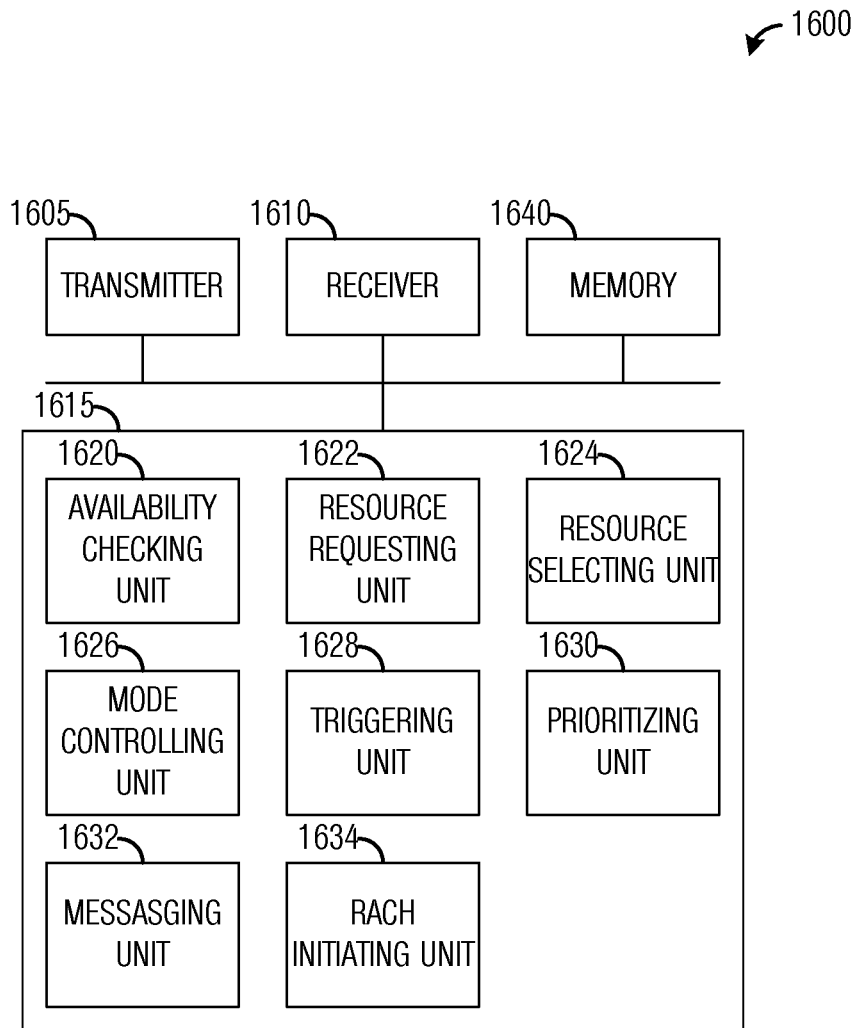 1600
1605
1610
1640
TRANSMITTER
RECEIVER
MEMORY
1615
1620
1622
1624
AVAILABILITY
CHECKING
UNIT
RESOURCE
REQUESTING
UNIT
RESOURCE
SELECTING UNIT
1626
1628
1630
MODE
CONTROLLING
UNIT
TRIGGERING
UNIT
PRIORITIZING
UNIT
1632
1634
MESSASGING
UNIT
RACH
INITIATING UNIT